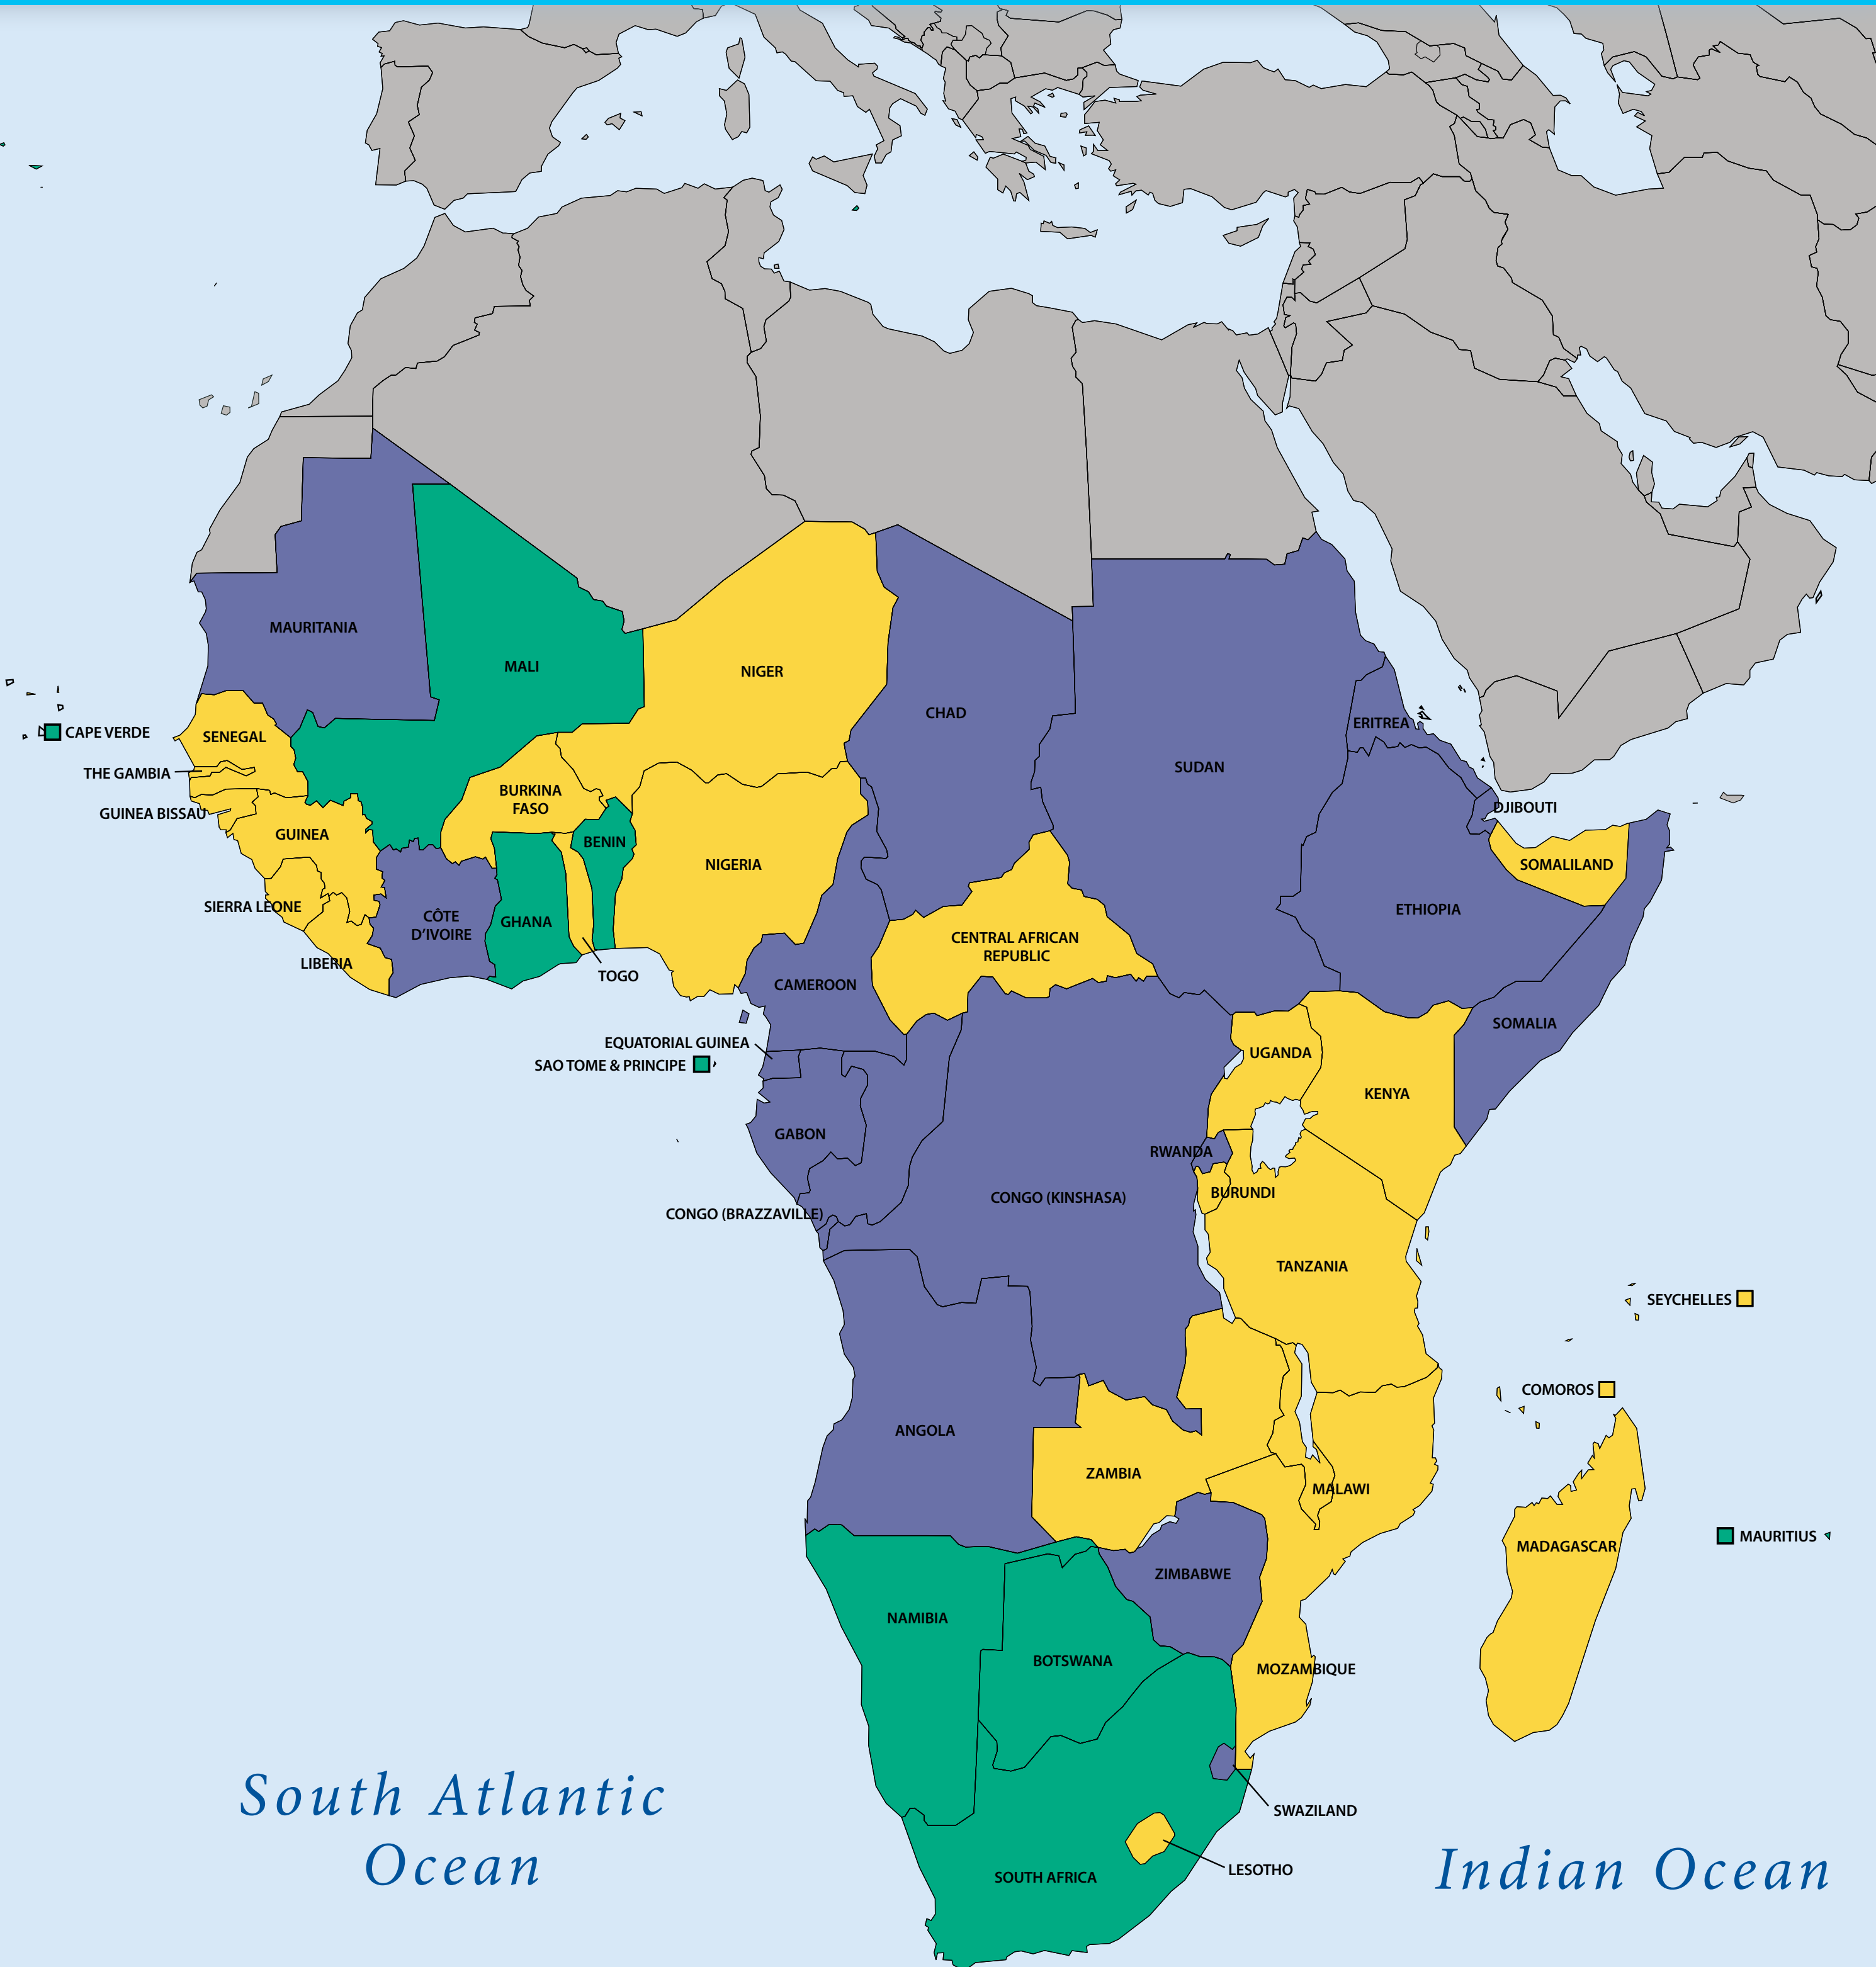 MAURITANIA
MALI
NIGER
CHAD
ERITREA
CAPE VERDE
SENEGAL
SUDAN
THE GAMBIA
BURKINA
FASO
DJIBOUTI
GUINEA BISSAU
GUINEA
BENIN
NIGERIA
SOMALILAND
SIERRA LEONE
CÔTE
D'IVOIRE
GHANA
ETHIOPIA
CENTRAL AFRICAN
REPUBLIC
LIBERIA
TOGO
CAMEROON
SOMALIA
EQUATORIAL GUINEA
UGANDA
SAO TOME & PRINCIPE
KENYA
GABON
RWANDA
BURUNDI
CONGO (KINSHASA)
CONGO (BRAZZAVILLE)
TANZANIA
SEYCHELLES
COMOROS
ANGOLA
ZAMBIA
MALAWI
MAURITIUS
MADAGASCAR
ZIMBABWE
NAMIBIA
BOTSWANA
MOZAMBIQUE
South Atlantic
Ocean
SWAZILAND
LESOTHO
Indian Ocean
SOUTH AFRICA